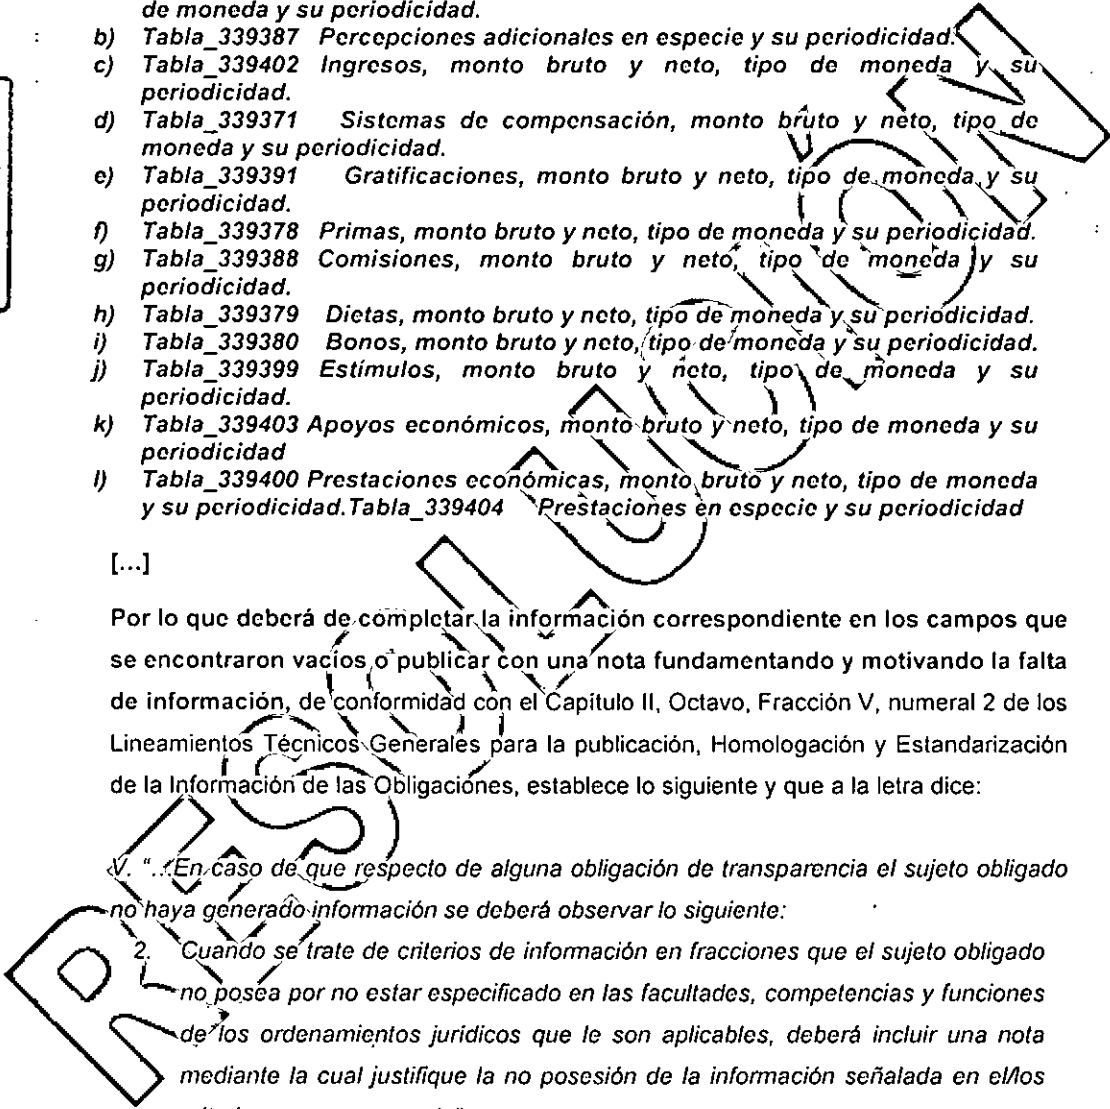 de moneda y su periodicidad.
b) Tabla_339387 Percepciones adicionales en especie y su periodicidad.
c) Tabla_339402 Ingresos, monto bruto y neto, tipo de moneda y su
periodicidad.
d) Tabla_339371 Sistemas de compensación, monto bruto y neto, tipo de
moneda y su periodicidad.
e) Tabla_339391 Gratificaciones, monto bruto y neto, tipo de moneda y su
periodicidad.
f) Tabla_339378 Primas, monto bruto y neto, tipo de moneda y su periodicidad.
g) Tabla_339388 Comisiones, monto bruto y neto, tipo de moneda y su
periodicidad.
h) Tabla_339379 Dietas, monto bruto y neto, tipo de moneda y su periodicidad.
i) Tabla_339380 Bonos, monto bruto y neto, tipo de moneda y su periodicidad.
j) Tabla_339399 Estímulos, monto bruto y neto, tipo de moneda y su
periodicidad.
k) Tabla_339403 Apoyos económicos, monto bruto y neto, tipo de moneda y su
periodicidad
l) Tabla_339400 Prestaciones económicas, monto bruto y neto, tipo de moneda
y su periodicidad.Tabla_339404 Prestaciones en especie y su periodicidad
[...]
Por lo que deberá de completar la información correspondiente en los campos que
se encontraron vacíos o publicar con una nota fundamentando y motivando la falta
de información, de conformidad con el Capítulo II, Octavo, Fracción V, numeral 2 de los
Lineamientos Técnicos Generales para la publicación, Homologación y Estandarización
de la Información de las Obligaciones, establece lo siguiente y que a la letra dice:
V. "...En caso de que respecto de alguna obligación de transparencia el sujeto obligado
no haya generado información se deberá observar lo siguiente:
2. Cuando se trate de criterios de información en fracciones que el sujeto obligado
no posea por no estar especificado en las facultades, competencias y funciones
de los ordenamientos jurídicos que le son aplicables, deberá incluir una nota
mediante la cual justifique la no posesión de la información señalada en el/los
RESOLUCIÓN